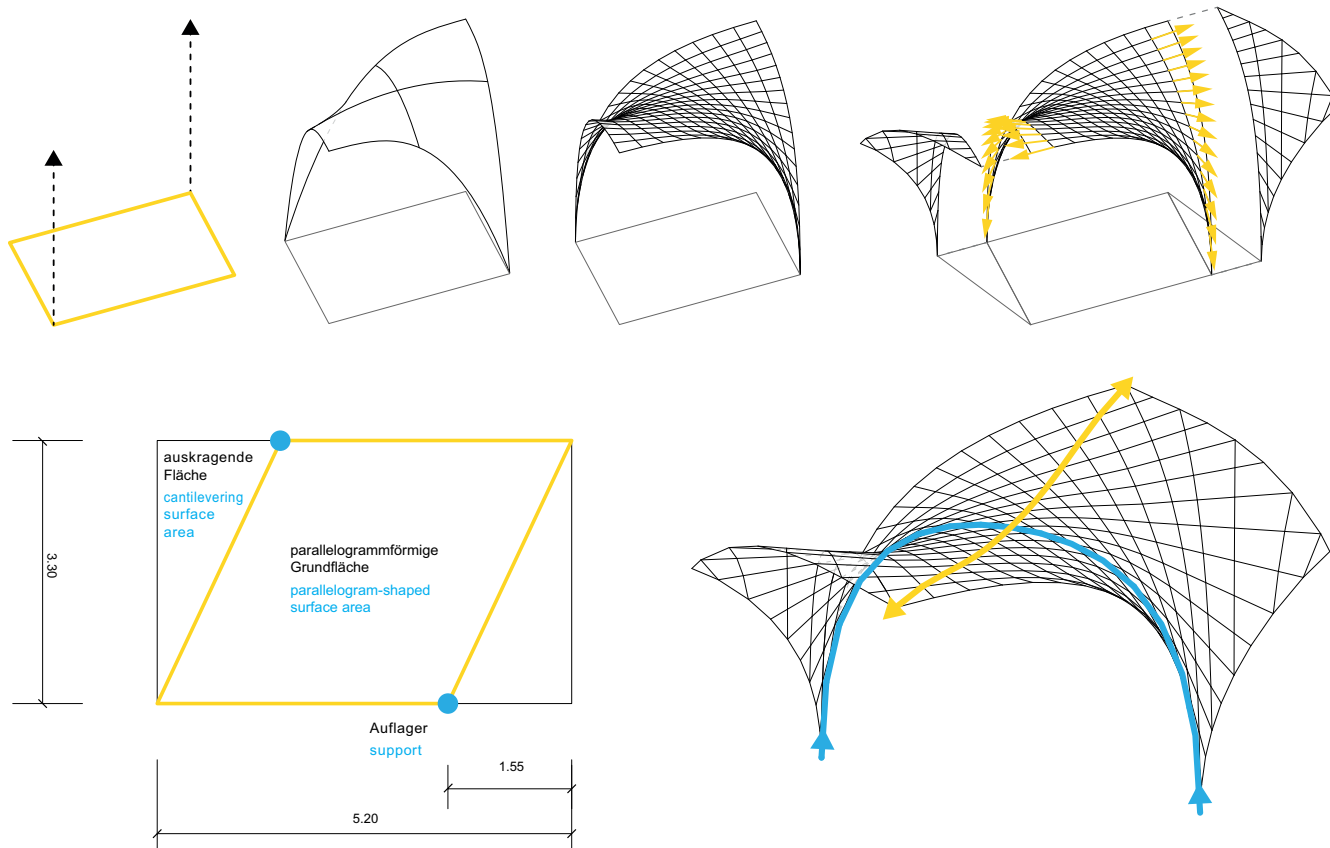 auskragende
Fläche
cantilevering
surface
area
3.30
parallelogrammförmige
Grundfläche
parallelogram-shaped
surface area
Auflager
support
1.55
5.20